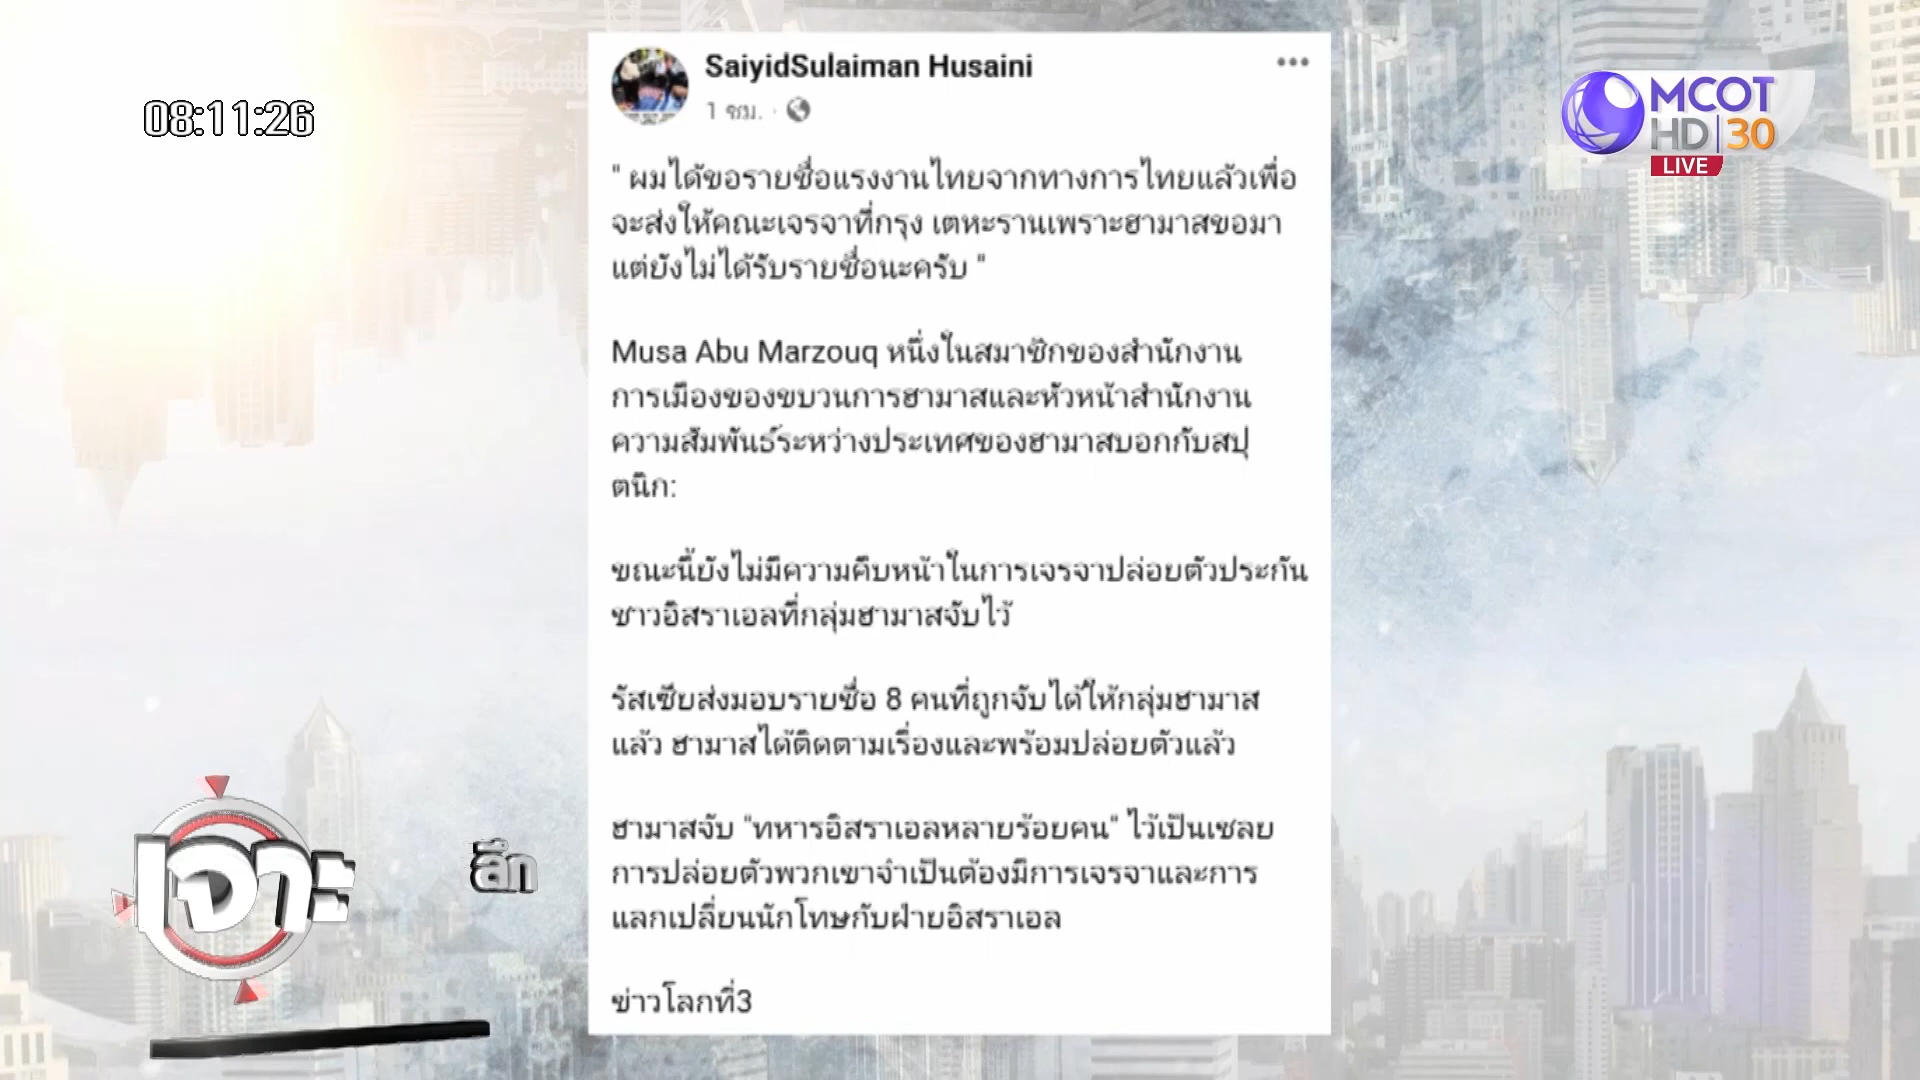 08:11:26
MCOT
HD 30
LIVE
SaiyidSulaiman Husaini
1 ชม. ·
" ผมได้ขอรายชื่อแรงงานไทยจากทางการไทยแล้วเพื่อ
จะส่งให้คณะเจรจาที่กรุง เตหะรานเพราะฮามาสขอมา
แต่ยังไม่ได้รับรายชื่อนะครับ "
Musa Abu Marzouq หนึ่งในสมาชิกของสำนักงาน
การเมืองของขบวนการฮามาสและหัวหน้าสำนักงาน
ความสัมพันธ์ระหว่างประเทศของฮามาสบอกกับสปุ
ตนิก:
ขณะนี้ยังไม่มีความคืบหน้าในการเจรจาปล่อยตัวประกัน
ชาวอิสราเอลที่กลุ่มฮามาสจับไว้
รัสเซียส่งมอบรายชื่อ 8 คนที่ถูกจับได้ให้กลุ่มฮามาส
แล้ว ฮามาสได้ติดตามเรื่องและพร้อมปล่อยตัวแล้ว
ฮามาสจับ "ทหารอิสราเอลหลายร้อยคน" ไว้เป็นเชลย
การปล่อยตัวพวกเขาจำเป็นต้องมีการเจรจาและการ
แลกเปลี่ยนนักโทษกับฝ่ายอิสราเอล
ข่าวโลกที่3
เจาะ ลึก